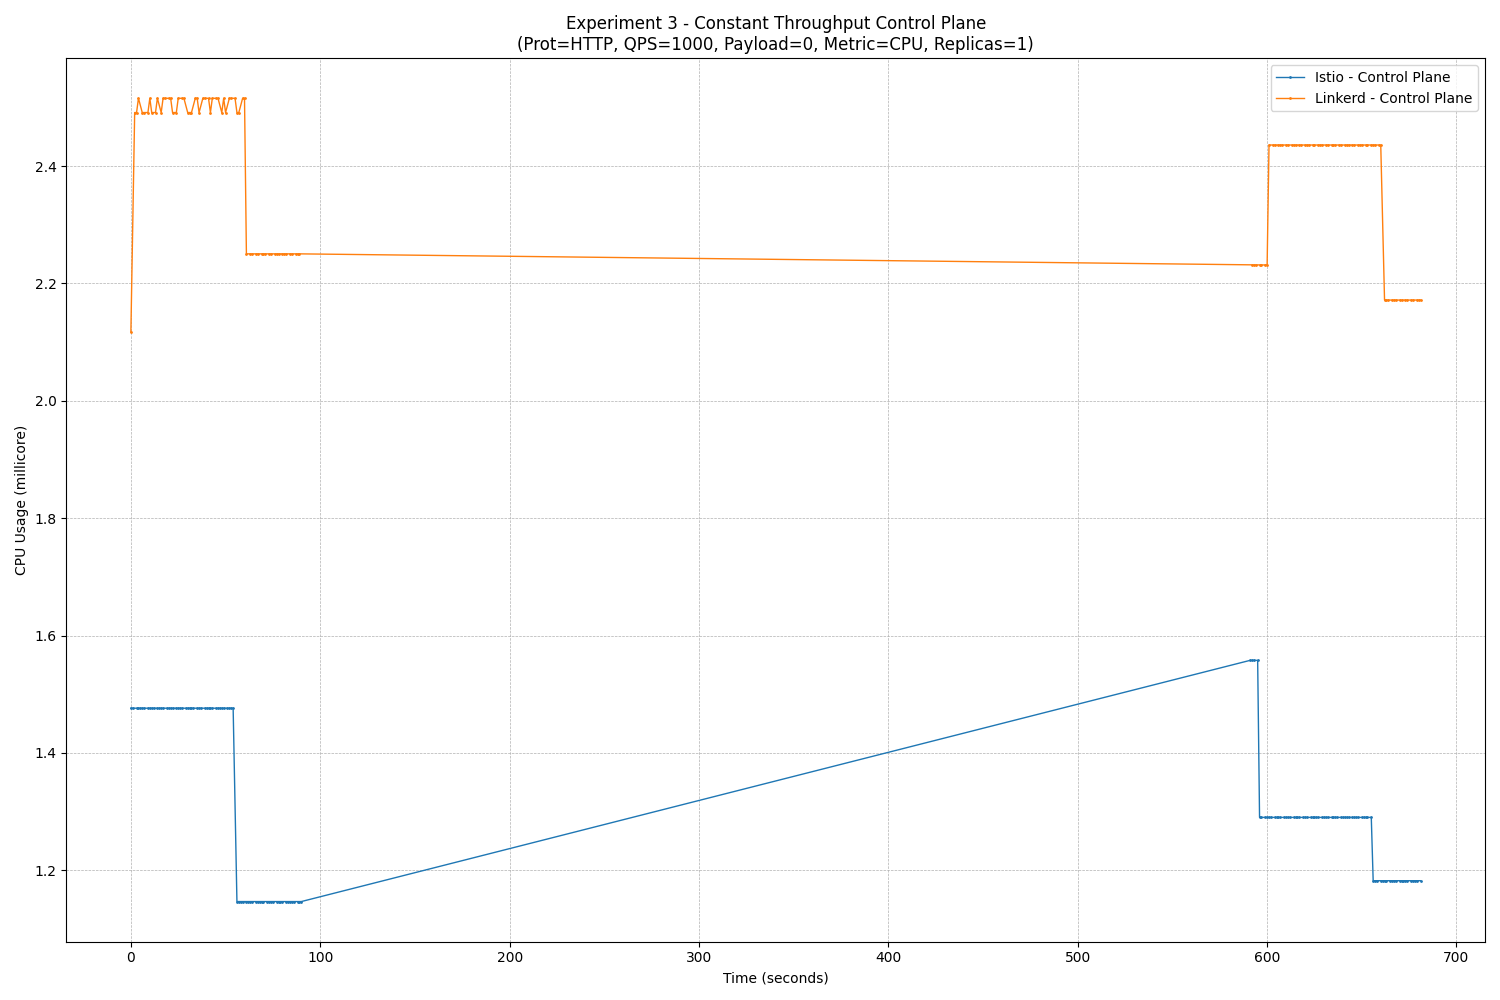 Experiment 3 - Constant Throughput Control Plane
(Prot=HTTP, QPS=1000, Payload=0, Metric=CPU, Replicas=1)
Istio - Control Plane
Linkerd - Control Plane
CPU Usage (millicore)
2.4
2.2
2.0
1.8
1.6
1.4
1.2
0
100
200
300
400
500
600
700
Time (seconds)